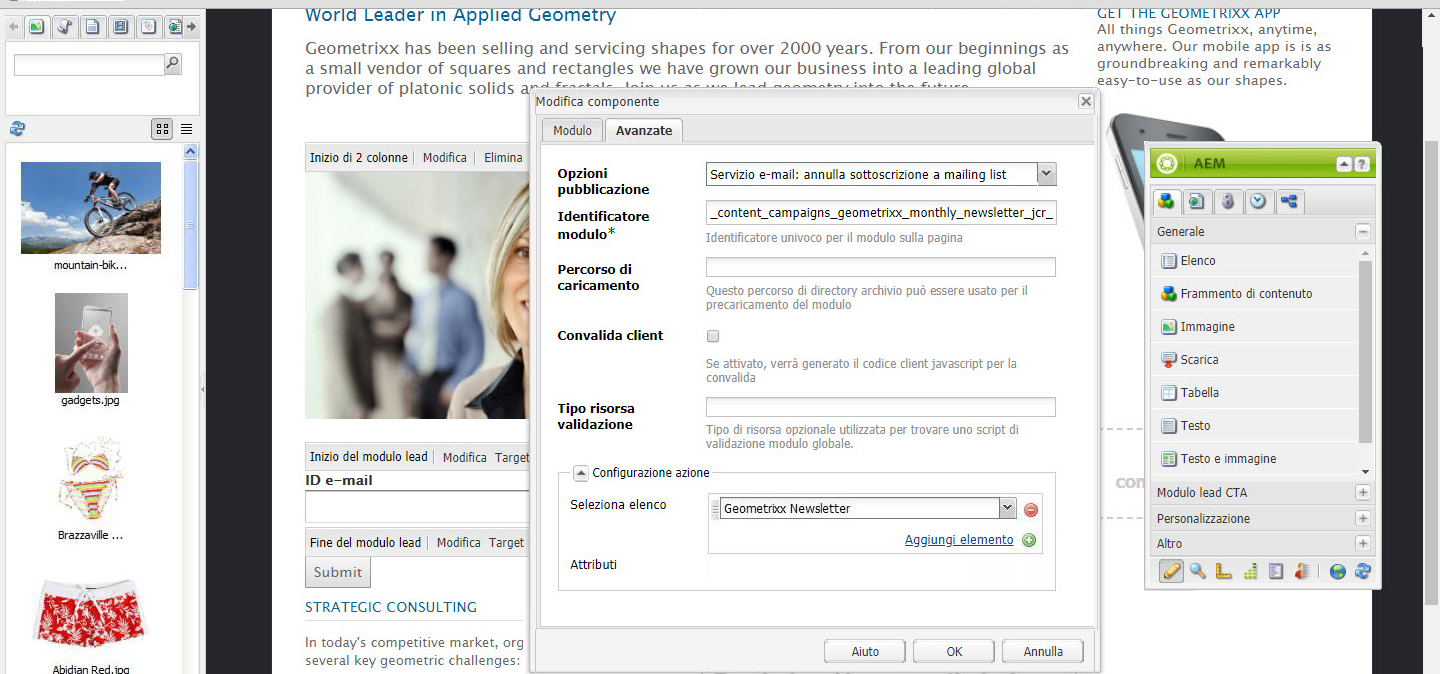 World Leader in Applied Geometry
Geometrixx has been selling and servicing shapes for over 2000 years. From our beginnings as
a small vendor of squares and rectangles we have grown our business into a leading global
provider of platonic solids and fractals. Join us as we lead geometry into the future.
GET THE GEOMETRIXX APP
All things Geometrixx, anytime,
anywhere. Our mobile app is is as
groundbreaking and remarkably
easy-to-use as our shapes.
mountain-bik...
gadgets.jpg
Brazzaville ...
Abidian Red.jpg
Inizio di 2 colonne Modifica Elimina
Inizio del modulo lead Modifica Target
ID e-mail
Fine del modulo lead Modifica Target
Submit
STRATEGIC CONSULTING
In today's competitive market, org
several key geometric challenges:
Modifica componente
Modulo Avanzate
Opzioni
pubblicazione
Servizio e-mail: annulla sottoscrizione a mailing list
Identificatore
modulo*
_content_campaigns_geometrixx_monthly_newsletter_jcr_
Identificatore univoco per il modulo sulla pagina
Percorso di
caricamento
Questo percorso di directory archivio può essere usato per il
precaricamento del modulo
Convalida client
Se attivato, verrà generato il codice client javascript per la
convalida
Tipo risorsa
validazione
Tipo di risorsa opzionale utilizzata per trovare uno script di
validazione modulo globale.
Configurazione azione
Seleziona elenco
Geometrixx Newsletter
Aggiungi elemento
Attributi
Aiuto OK Annulla
AEM
Generale
Elenco
Frammento di contenuto
Immagine
Scarica
Tabella
Testo
Testo e immagine
Modulo lead CTA
Personalizzazione
Altro
com